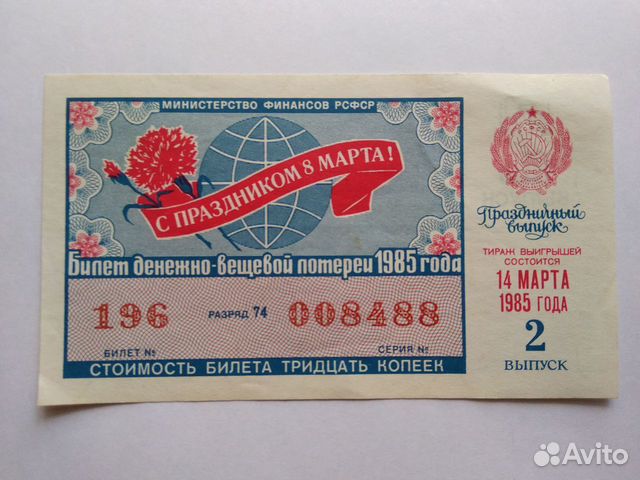 МИНИСТЕРСТВО ФИНАНСОВ РСФСР
С ПРАЗДНИКОМ 8 МАРТА!
Билет денежно-вещевой лотереи 1985 года
196 РАЗРЯД 74 008488
БИЛЕТ № СЕРИЯ №
СТОИМОСТЬ БИЛЕТА ТРИДЦАТЬ КОПЕЕК
Праздничный
выпуск
ТИРАЖ ВЫИГРЫШЕЙ
СОСТОИТСЯ
14 МАРТА
1985 ГОДА
2
ВЫПУСК
Avito